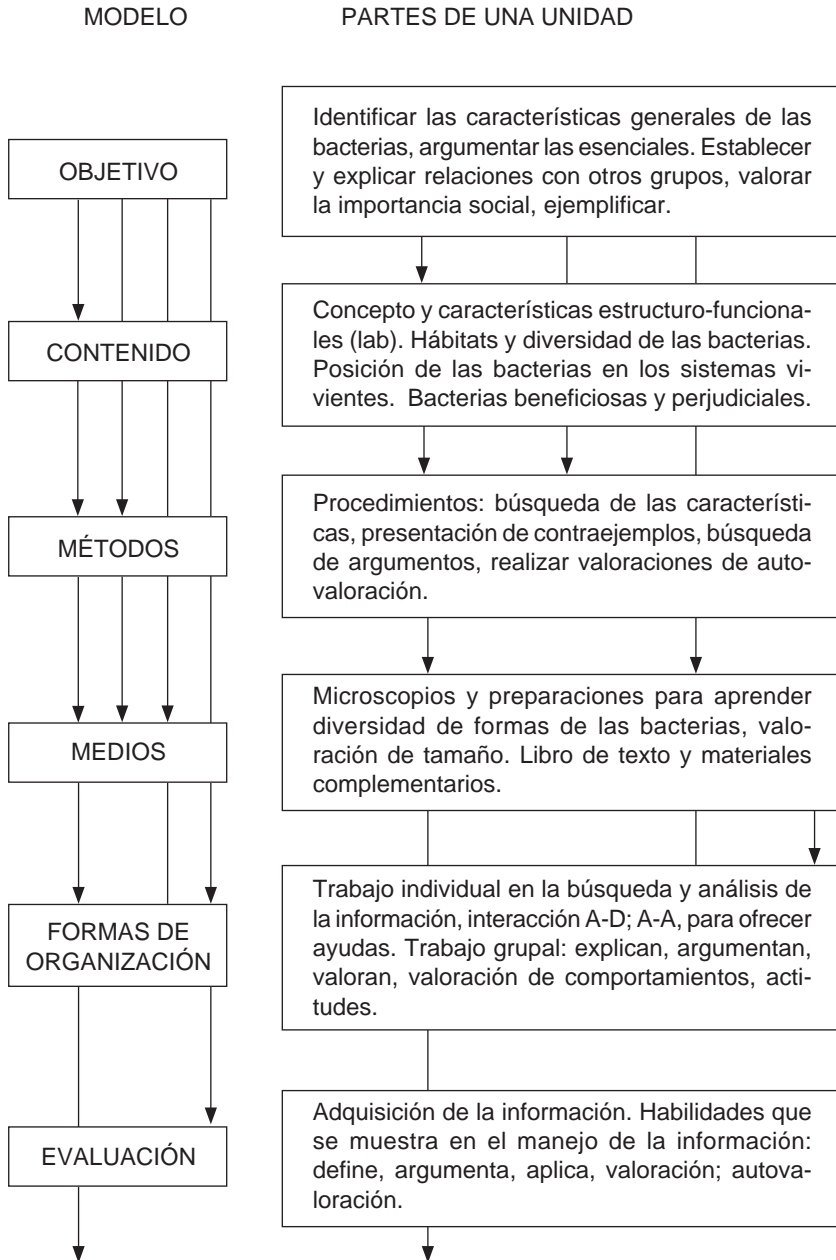 MODELO PARTES DE UNA UNIDAD
OBJETIVO
Identificar las características generales de las
bacterias, argumentar las esenciales. Establecer
y explicar relaciones con otros grupos, valorar
la importancia social, ejemplificar.
CONTENIDO
Concepto y características estructuro-funciona-
les (lab). Hábitats y diversidad de las bacterias.
Posición de las bacterias en los sistemas vi-
vientes. Bacterias beneficiosas y perjudiciales.
MÉTODOS
Procedimientos: búsqueda de las característi-
cas, presentación de contraejemplos, búsqueda
de argumentos, realizar valoraciones de auto-
valoración.
MEDIOS
Microscopios y preparaciones para aprender
diversidad de formas de las bacterias, valo-
ración de tamaño. Libro de texto y materiales
complementarios.
FORMAS DE
ORGANIZACIÓN
Trabajo individual en la búsqueda y análisis de
la información, interacción A-D; A-A, para ofrecer
ayudas. Trabajo grupal: explican, argumentan,
valoran, valoración de comportamientos, acti-
tudes.
EVALUACIÓN
Adquisición de la información. Habilidades que
se muestra en el manejo de la información:
define, argumenta, aplica, valoración; autova-
loración.